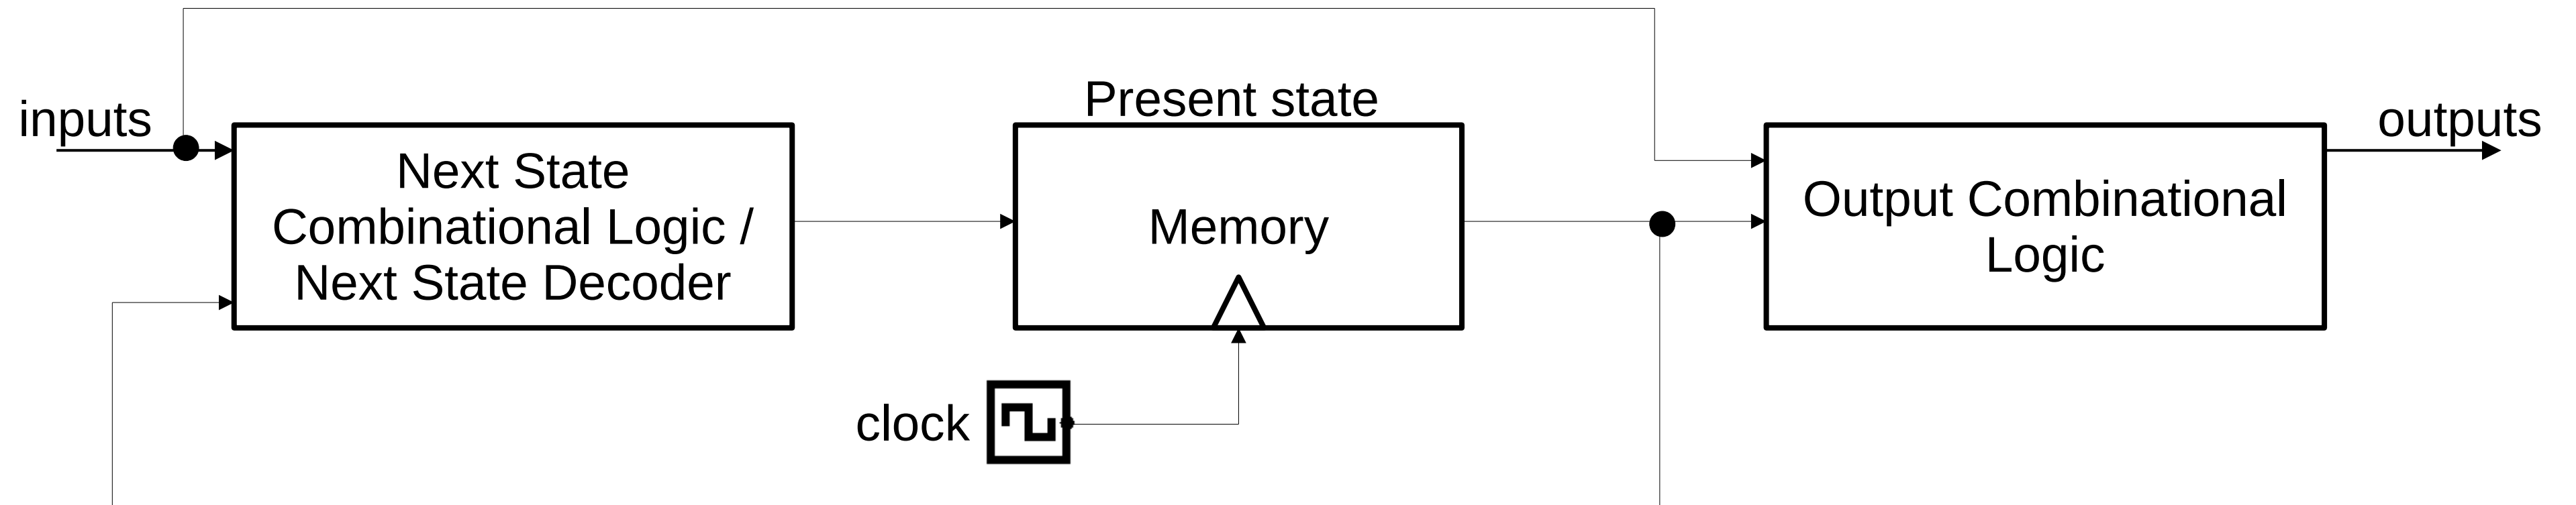 inputs
Next State
Combinational Logic /
Next State Decoder
Present state
Memory
clock
Output Combinational
Logic
outputs